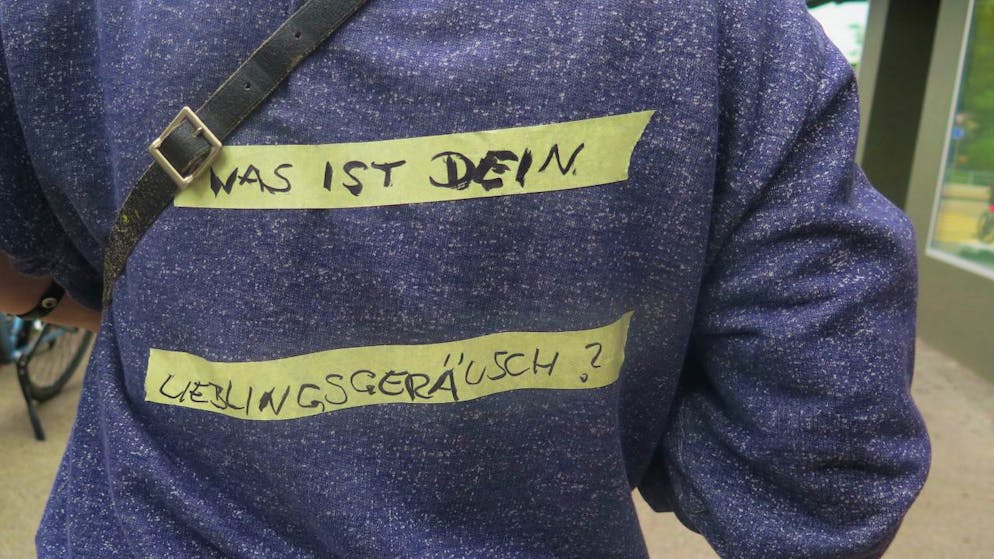 WAS IST DEIN
LIEBLINGSGERÄUSCH?